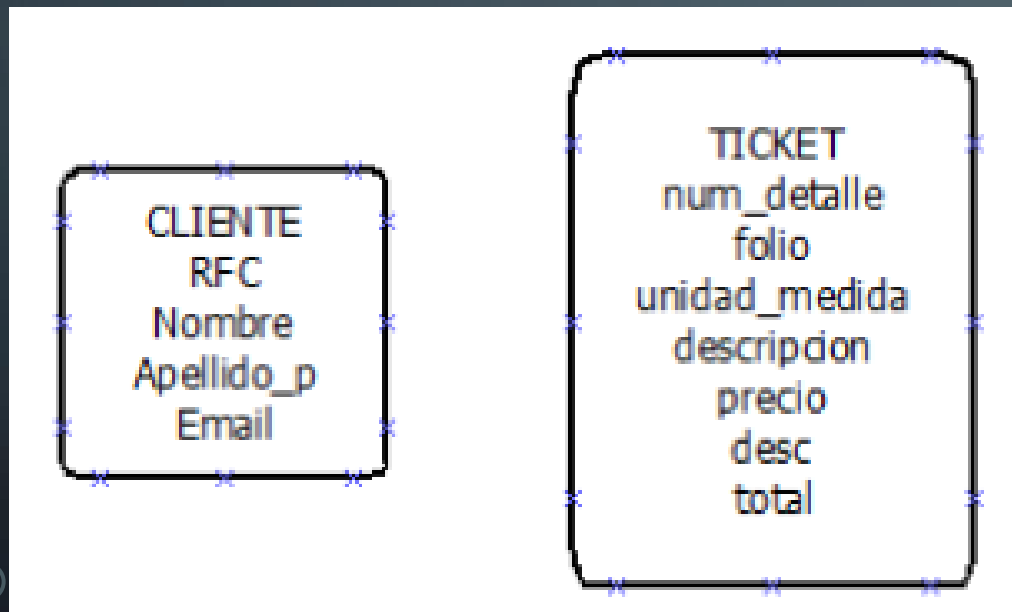 CLIENTE
RFC
Nombre
Apellido_p
Email
TICKET
num_detalle
folio
unidad_medida
descripcion
precio
desc
total